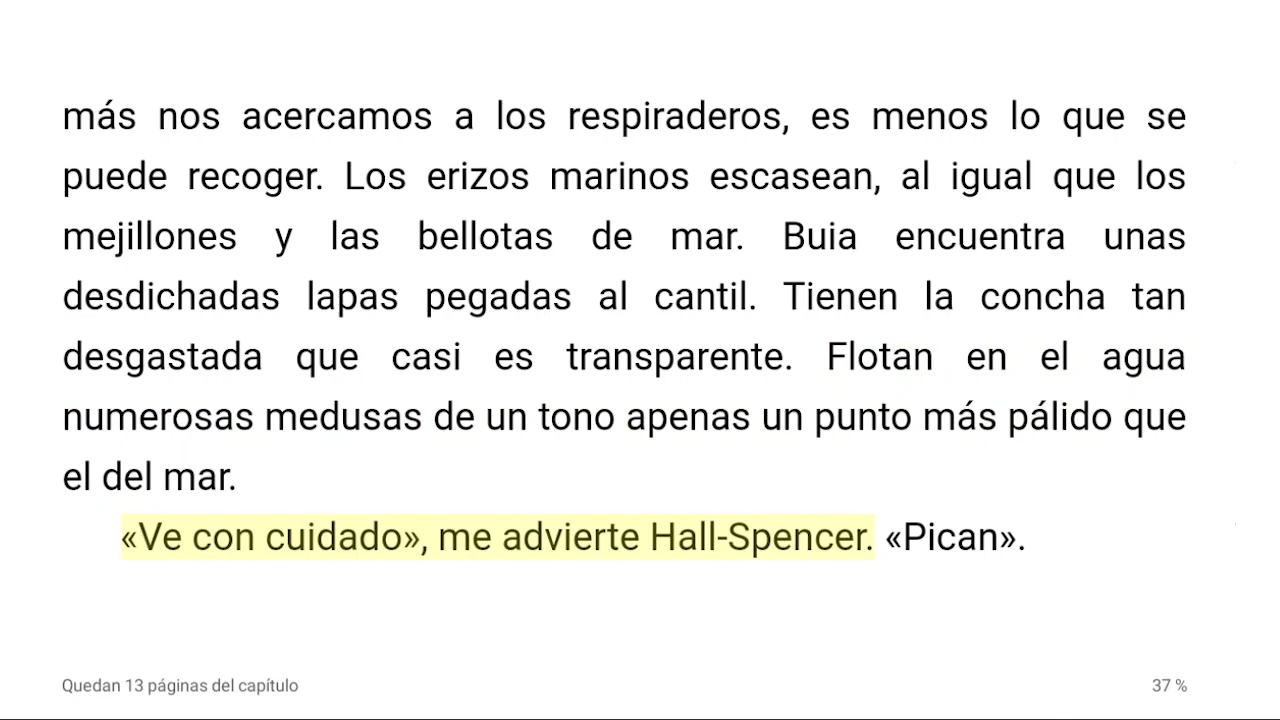 más nos acercamos a los respiraderos, es menos lo que se
puede recoger. Los erizos marinos escasean, al igual que los
mejillones y las bellotas de mar. Buia encuentra unas
desdichadas lapas pegadas al cantil. Tienen la concha tan
desgastada que casi es transparente. Flotan en el agua
numerosas medusas de un tono apenas un punto más pálido que
el del mar.
«Ve con cuidado», me advierte Hall-Spencer. «Pican».
Quedan 13 páginas del capítulo 37 %